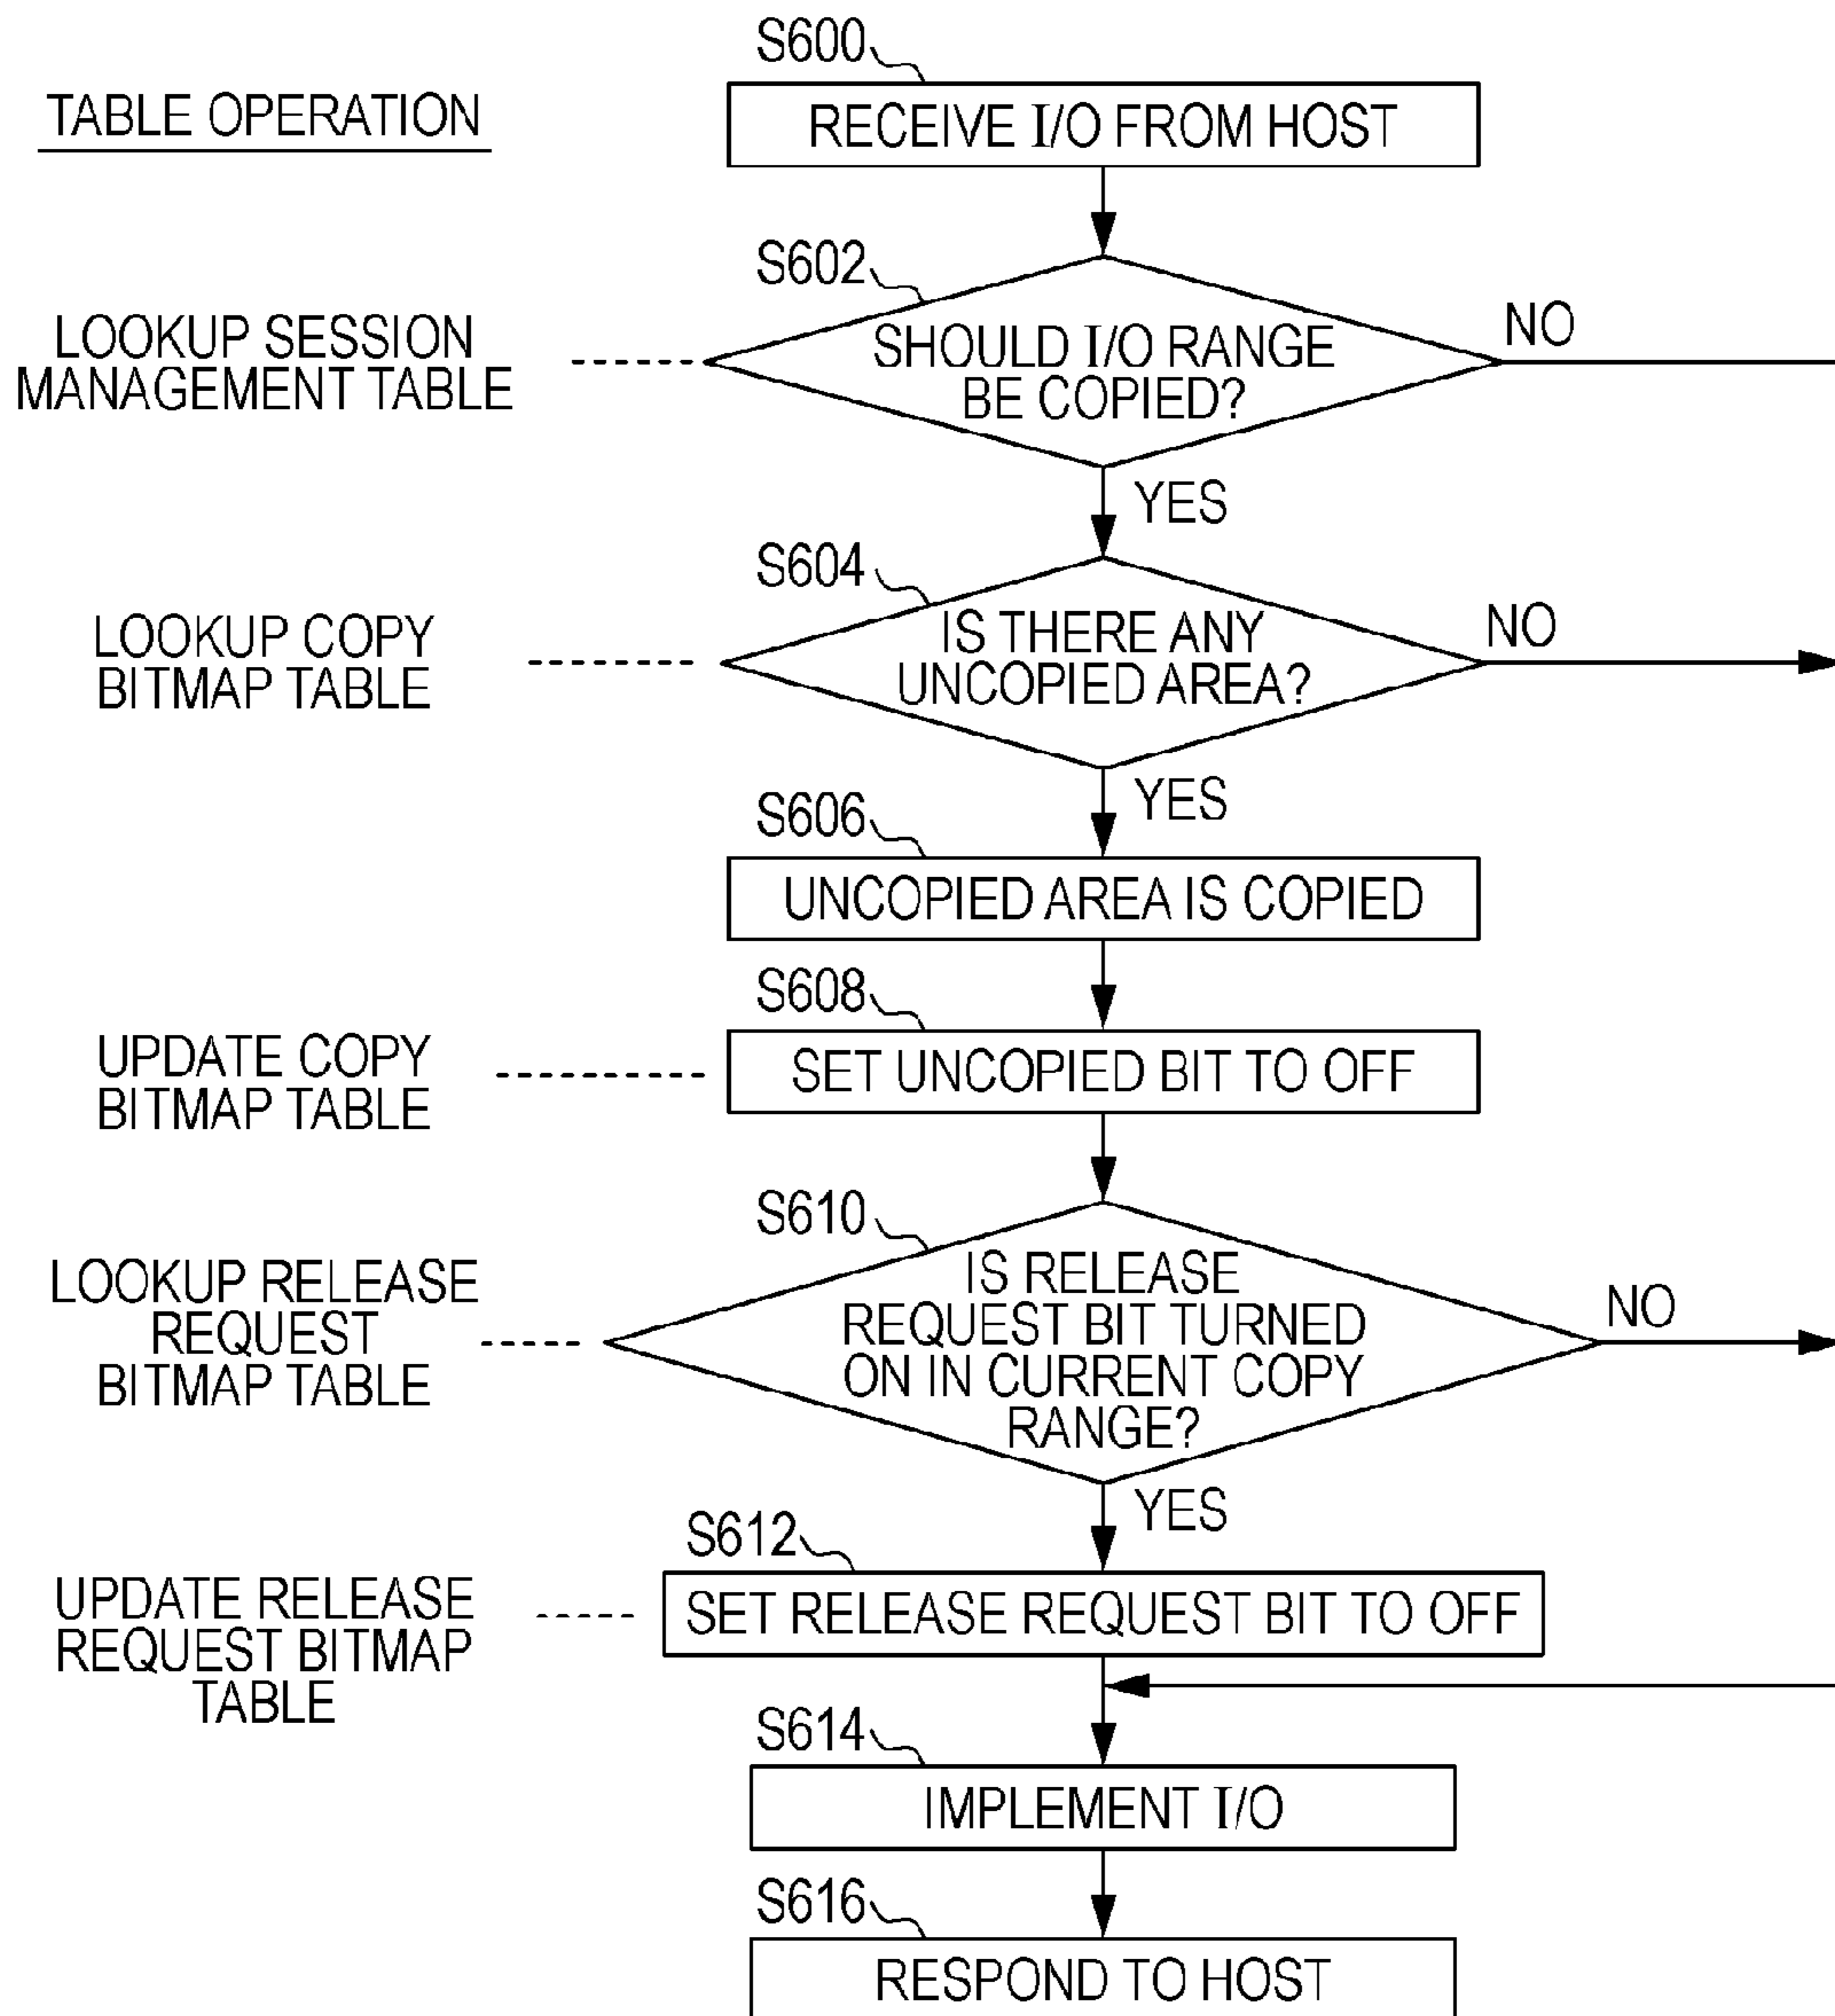 S600
TABLE OPERATION
RECEIVE I/O FROM HOST
S602
LOOKUP SESSION
MANAGEMENT TABLE
SHOULD I/O RANGE
BE COPIED?
NO
YES
S604
LOOKUP COPY
BITMAP TABLE
IS THERE ANY
UNCOPIED AREA?
NO
YES
S606
UNCOPIED AREA IS COPIED
S608
UPDATE COPY
BITMAP TABLE
SET UNCOPIED BIT TO OFF
S610
LOOKUP RELEASE
REQUEST
BITMAP TABLE
IS RELEASE
REQUEST BIT TURNED
ON IN CURRENT COPY
RANGE?
NO
YES
S612
UPDATE RELEASE
REQUEST BITMAP
TABLE
SET RELEASE REQUEST BIT TO OFF
S614
IMPLEMENT I/O
S616
RESPOND TO HOST